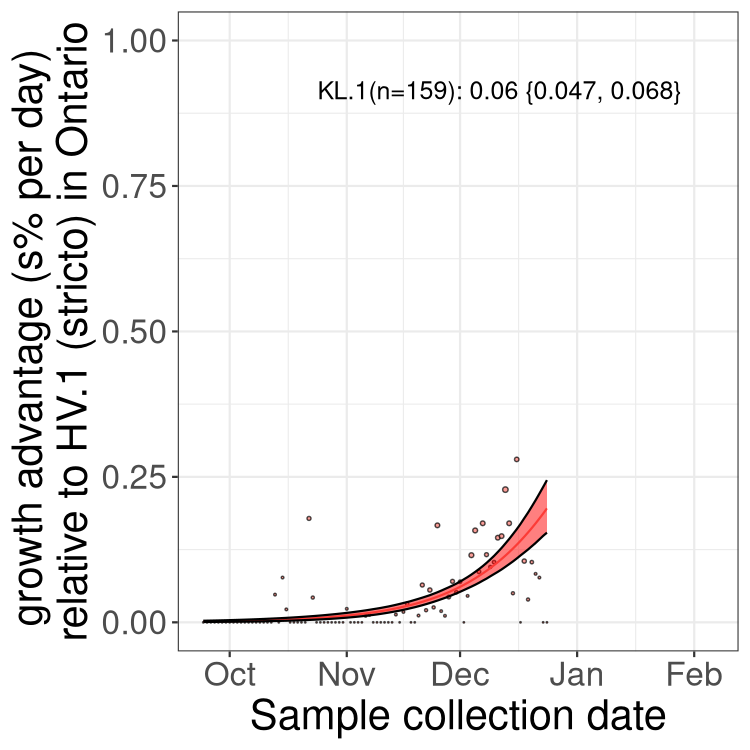 growth advantage (s% per day)
relative to HV.1 (stricto) in Ontario
1.00
0.75
0.50
0.25
0.00
KL.1(n=159): 0.06 {0.047, 0.068}
Oct Nov Dec Jan Feb
Sample collection date